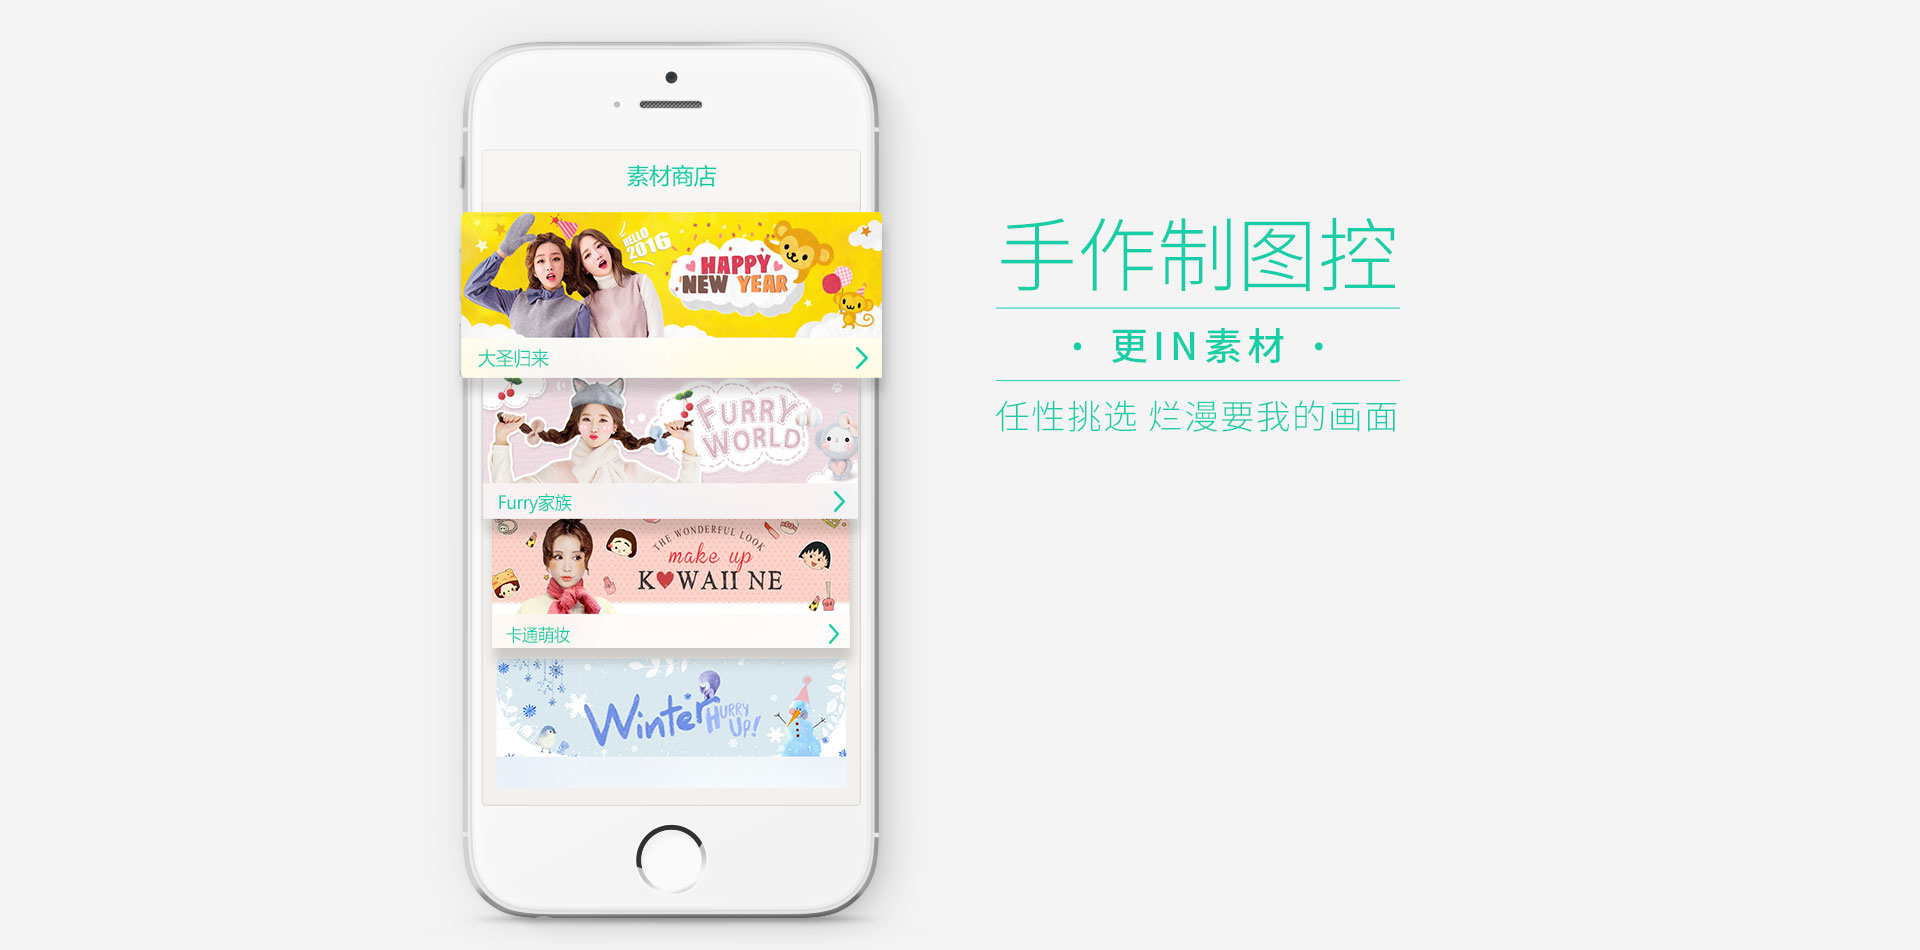 素材商店
HELLO
2016
HAPPY
NEW YEAR
大圣归来
FURRY
WORLD
Furry家族
THE WONDERFUL LOOK
make up
K♥WAII NE
卡通萌妆
Winter HURRY
UP!
手作制图控
· 更IN素材 ·
任性挑选 烂漫要我的画面